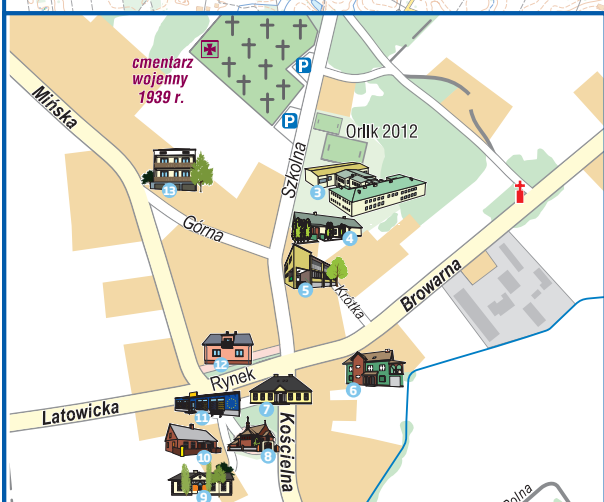 cmentarz
wojenny
1939 r.
P
P
Mińska
Orlik 2012
Szkolna
3
13
Górna
4
5
Krótka
Browarna
12
Rynek
6
Latowicka
11
7
Kościelna
10
8
9